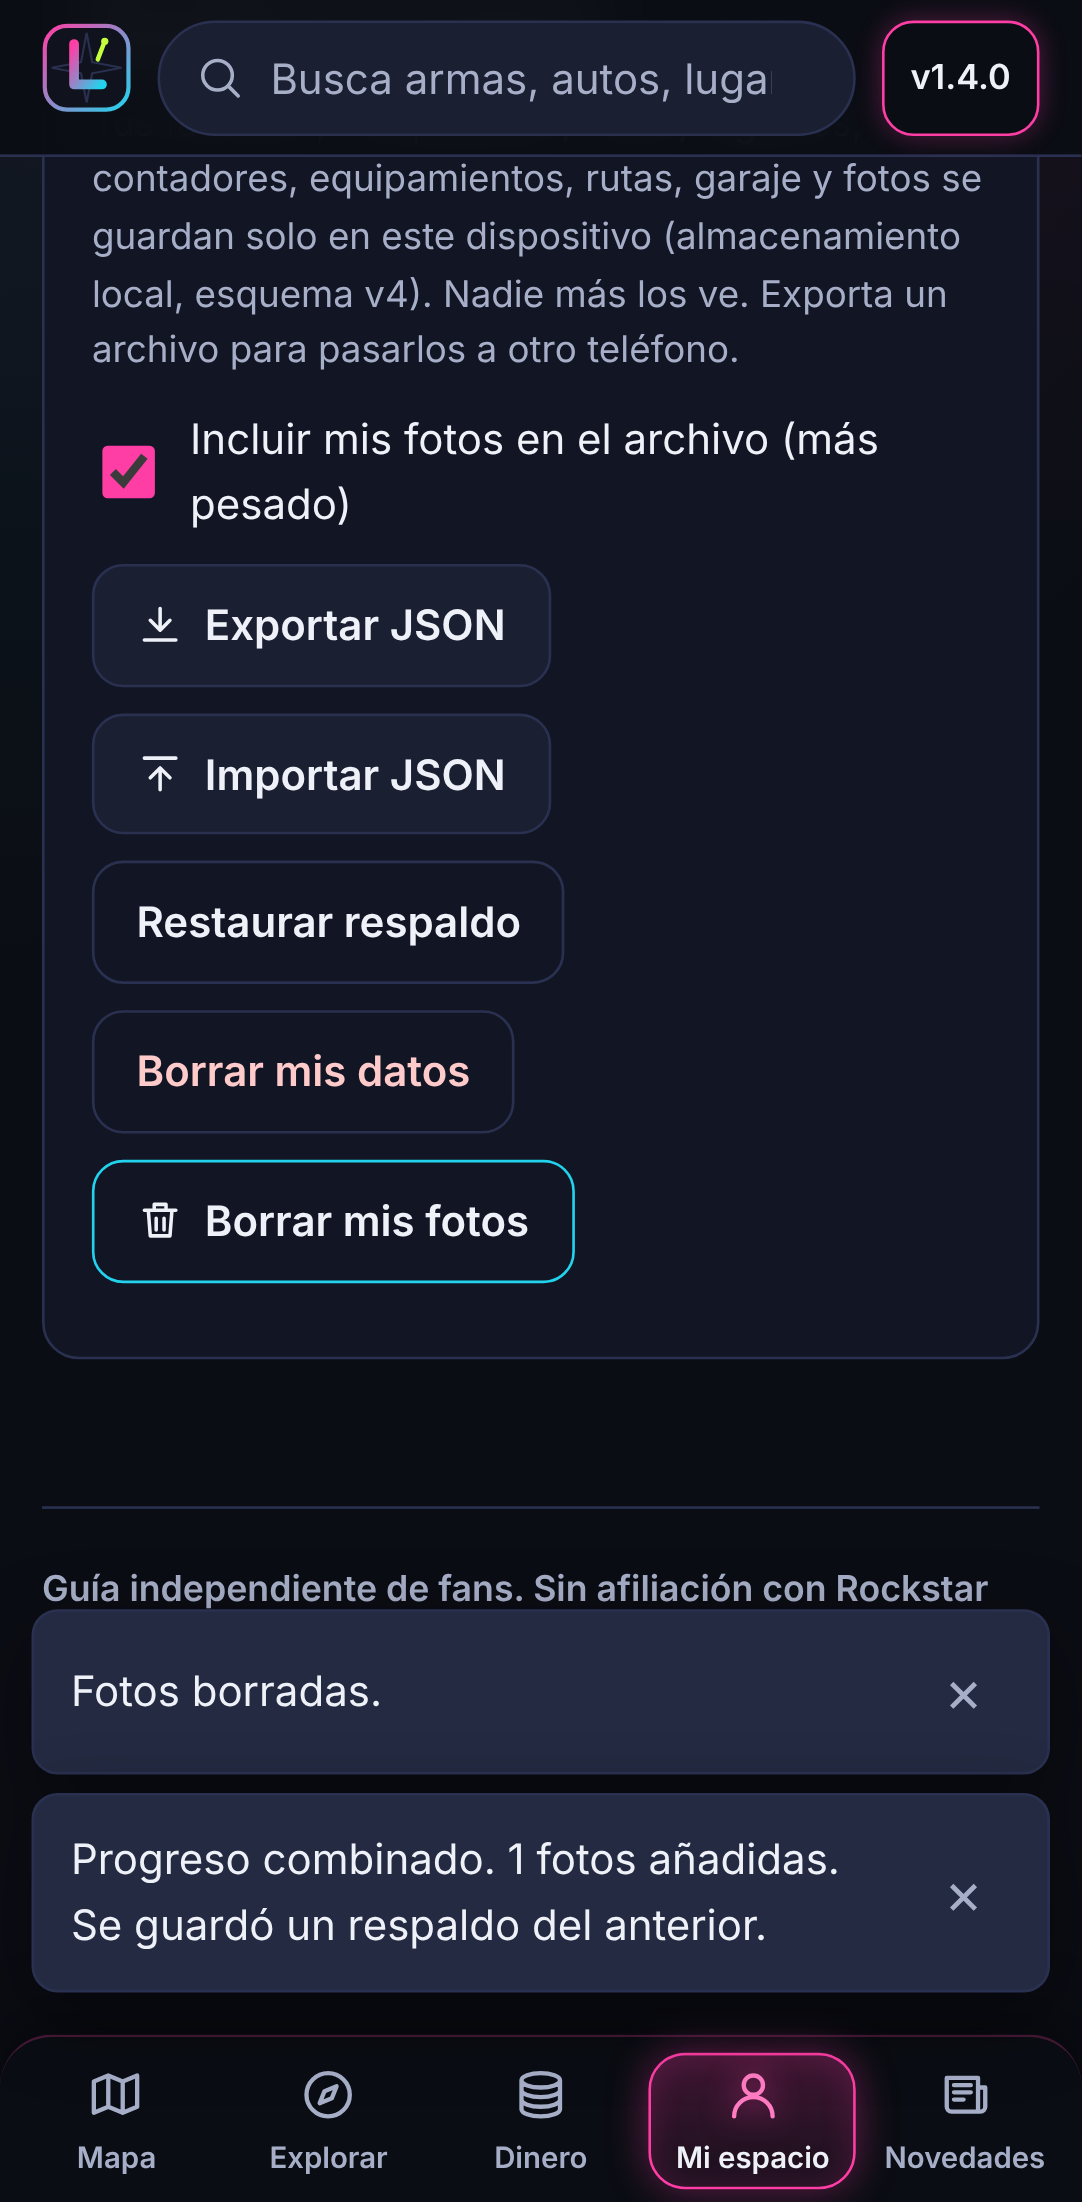 Busca armas, autos, luga
v1.4.0
contadores, equipamientos, rutas, garaje y fotos se
guardan solo en este dispositivo (almacenamiento
local, esquema v4). Nadie más los ve. Exporta un
archivo para pasarlos a otro teléfono.
Incluir mis fotos en el archivo (más
pesado)
Exportar JSON
Importar JSON
Restaurar respaldo
Borrar mis datos
Borrar mis fotos
Guía independiente de fans. Sin afiliación con Rockstar
Fotos borradas.
Progreso combinado. 1 fotos añadidas.
Se guardó un respaldo del anterior.
Mapa
Explorar
Dinero
Mi espacio
Novedades